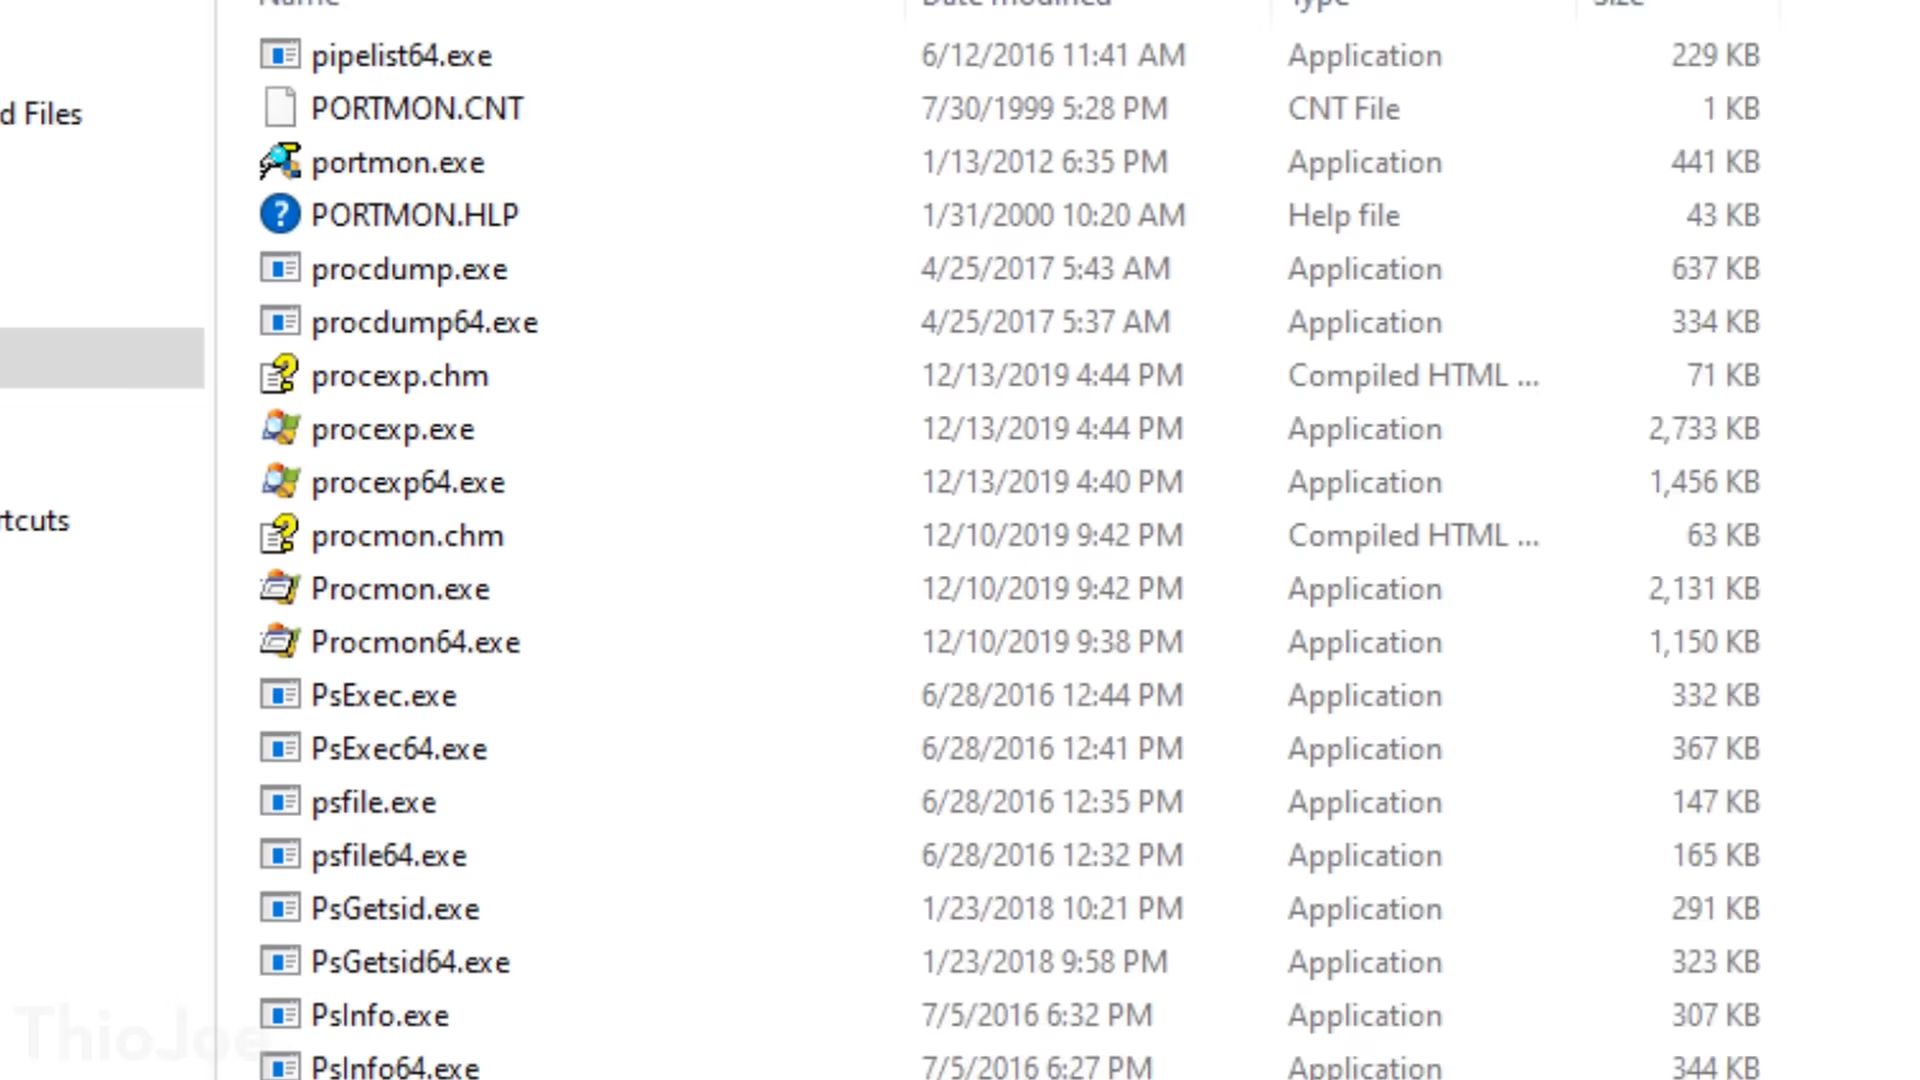 Name Date modified Type Size
pipelist64.exe 6/12/2016 11:41 AM Application 229 KB
d Files
PORTMON.CNT 7/30/1999 5:28 PM CNT File 1 KB
portmon.exe 1/13/2012 6:35 PM Application 441 KB
PORTMON.HLP 1/31/2000 10:20 AM Help file 43 KB
procdump.exe 4/25/2017 5:43 AM Application 637 KB
procdump64.exe 4/25/2017 5:37 AM Application 334 KB
procexp.chm 12/13/2019 4:44 PM Compiled HTML ... 71 KB
procexp.exe 12/13/2019 4:44 PM Application 2,733 KB
procexp64.exe 12/13/2019 4:40 PM Application 1,456 KB
rtcuts
procmon.chm 12/10/2019 9:42 PM Compiled HTML ... 63 KB
Procmon.exe 12/10/2019 9:42 PM Application 2,131 KB
Procmon64.exe 12/10/2019 9:38 PM Application 1,150 KB
PsExec.exe 6/28/2016 12:44 PM Application 332 KB
PsExec64.exe 6/28/2016 12:41 PM Application 367 KB
psfile.exe 6/28/2016 12:35 PM Application 147 KB
psfile64.exe 6/28/2016 12:32 PM Application 165 KB
PsGetsid.exe 1/23/2018 10:21 PM Application 291 KB
PsGetsid64.exe 1/23/2018 9:58 PM Application 323 KB
PsInfo.exe 7/5/2016 6:32 PM Application 307 KB
ThioJoe
PsInfo64.exe 7/5/2016 6:27 PM Application 344 KB